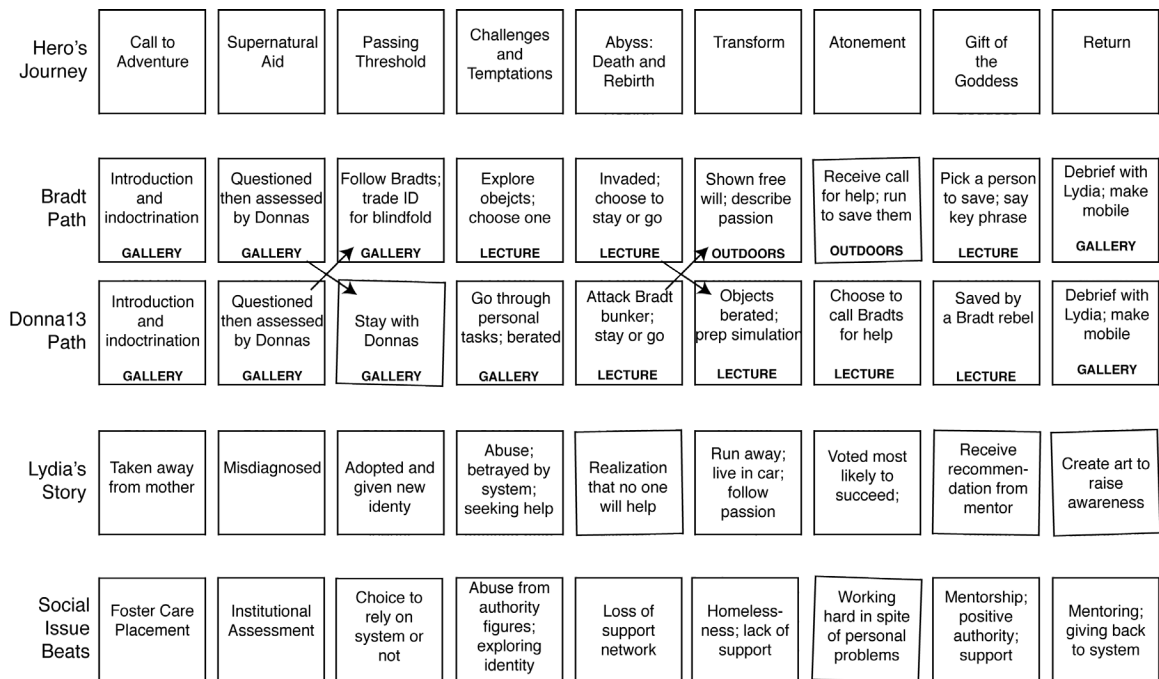 Hero's
Journey
Call to
Adventure
Supernatural
Aid
Passing
Threshold
Challenges
and
Temptations
Abyss:
Death and
Rebirth
Transform
Atonement
Gift of
the
Goddess
Return
Bradt
Path
Introduction
and
indoctrination
GALLERY
Questioned
then assessed
by Donnas
GALLERY
Follow Bradts;
trade ID
for blindfold
GALLERY
Explore
obejcts;
choose one
LECTURE
Invaded;
choose to
stay or go
LECTURE
Shown free
will; describe
passion
OUTDOORS
Receive call
for help; run
to save them
OUTDOORS
Pick a person
to save; say
key phrase
LECTURE
Debrief with
Lydia; make
mobile
GALLERY
Donna13
Path
Introduction
and
indoctrination
GALLERY
Questioned
then assessed
by Donnas
GALLERY
Stay with
Donnas
GALLERY
Go through
personal
tasks; berated
GALLERY
Attack Bradt
bunker;
stay or go
LECTURE
Objects
berated;
prep simulation
LECTURE
Choose to
call Bradts
for help
LECTURE
Saved by
a Bradt rebel
LECTURE
Debrief with
Lydia; make
mobile
GALLERY
Lydia's
Story
Taken away
from mother
Misdiagnosed
Adopted and
given new
identy
Abuse;
betrayed by
system;
seeking help
Realization
that no one
will help
Run away;
live in car;
follow
passion
Voted most
likely to
succeed;
Receive
recommen-
dation from
mentor
Create art to
raise
awareness
Social
Issue
Beats
Foster Care
Placement
Institutional
Assessment
Choice to
rely on
system or
not
Abuse from
authority
figures;
exploring
identity
Loss of
support
network
Homeless-
ness; lack of
support
Working
hard in spite
of personal
problems
Mentorship;
positive
authority;
support
Mentoring;
giving back
to system